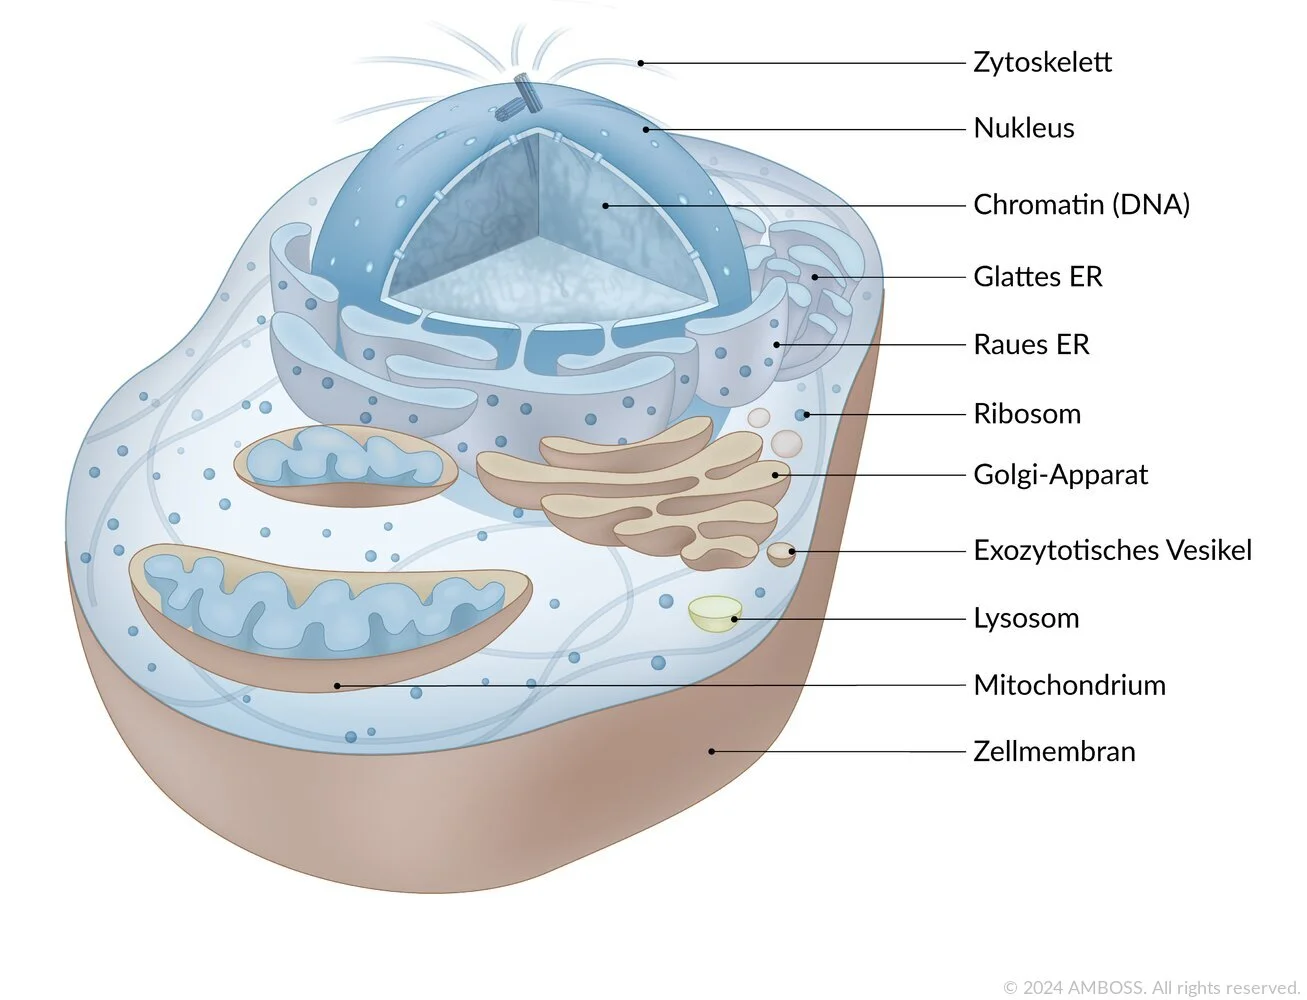 Zytoskelett
Nukleus
Chromatin (DNA)
Glattes ER
Raues ER
Ribosom
Golgi-Apparat
Exozytotisches Vesikel
Lysosom
Mitochondrium
Zellmembran
© 2024 AMBOSS. All rights reserved.